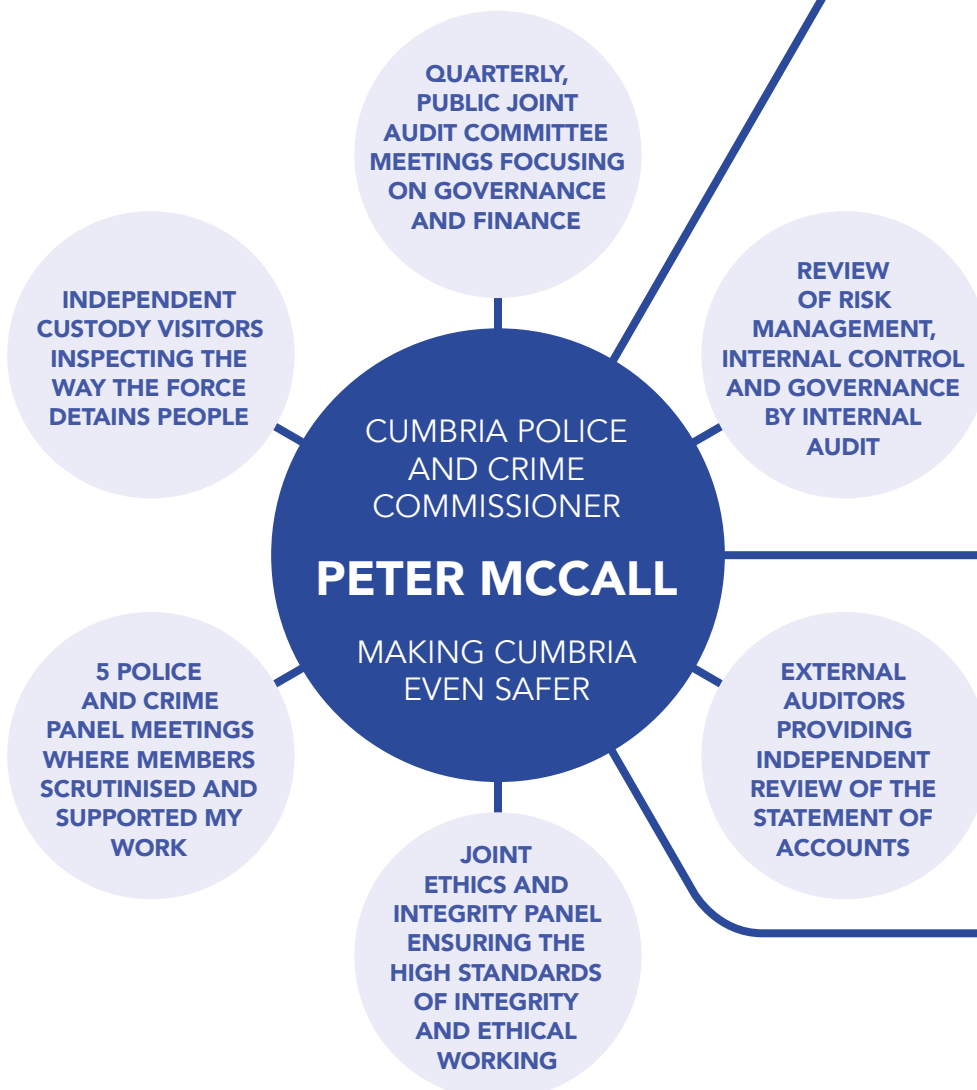 QUARTERLY,
PUBLIC JOINT
AUDIT COMMITTEE
MEETINGS FOCUSING
ON GOVERNANCE
AND FINANCE
INDEPENDENT
CUSTODY VISITORS
INSPECTING THE
WAY THE FORCE
DETAINS PEOPLE
REVIEW
OF RISK
MANAGEMENT,
INTERNAL CONTROL
AND GOVERNANCE
BY INTERNAL
AUDIT
CUMBRIA POLICE
AND CRIME
COMMISSIONER
PETER MCCALL
MAKING CUMBRIA
EVEN SAFER
5 POLICE
AND CRIME
PANEL MEETINGS
WHERE MEMBERS
SCRUTINISED AND
SUPPORTED MY
WORK
EXTERNAL
AUDITORS
PROVIDING
INDEPENDENT
REVIEW OF THE
STATEMENT OF
ACCOUNTS
JOINT
ETHICS AND
INTEGRITY PANEL
ENSURING THE
HIGH STANDARDS
OF INTEGRITY
AND ETHICAL
WORKING